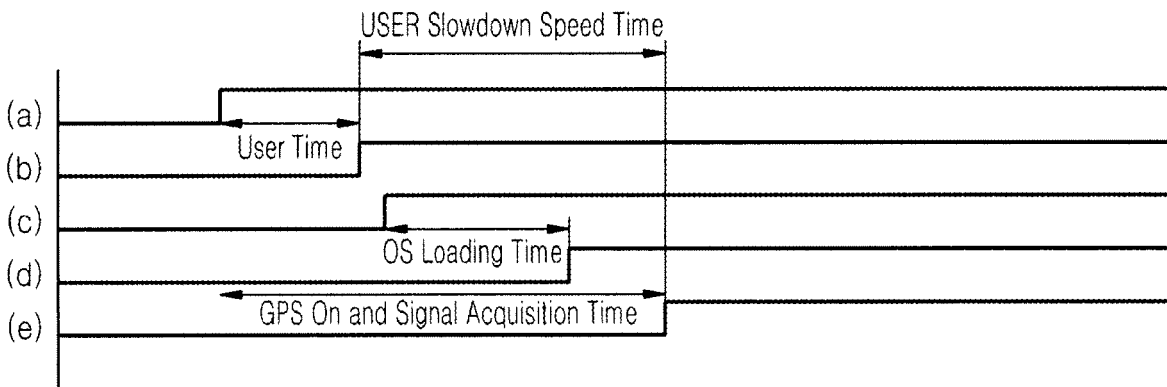 USER Slowdown Speed Time
(a)
User Time
(b)
(c)
OS Loading Time
(d)
GPS On and Signal Acquisition Time
(e)